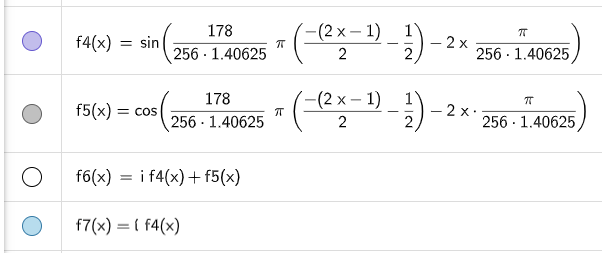 f4(x) = sin(178/(256 · 1.40625) π (−(2 x − 1)/2 − 1/2) − 2 x π/(256 · 1.40625))
f5(x) = cos(178/(256 · 1.40625) π (−(2 x − 1)/2 − 1/2) − 2 x · π/(256 · 1.40625))
f6(x) = i f4(x) + f5(x)
f7(x) = f4(x)